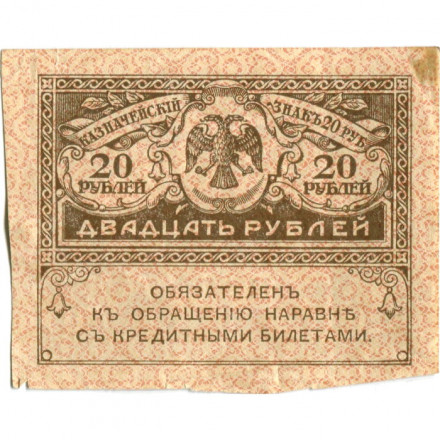 КАЗНАЧЕЙСКІЙ ЗНАКЪ 20 РУБ.
20 20
РУБЛЕЙ РУБЛЕЙ
ДВАДЦАТЬ РУБЛЕЙ
ОБЯЗАТЕЛЕНЪ
КЪ ОБРАЩЕНІЮ НАРАВНѢ
СЪ КРЕДИТНЫМИ БИЛЕТАМИ.